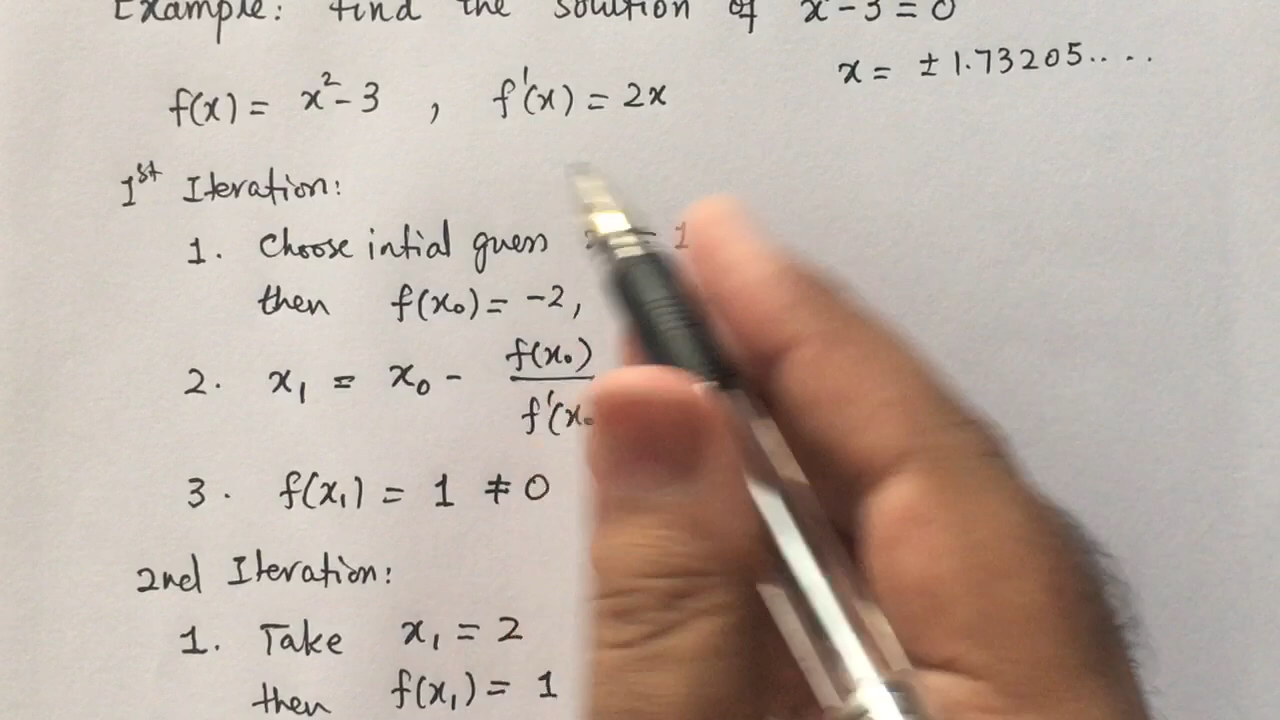 Example: find the solution of x - 3 = 0
x = ± 1.73205....
f(x) = x² - 3 , f'(x) = 2x
1st Iteration:
1. Choose intial guess = 1
then f(x₀) = -2,
2. x₁ = x₀ - f(x₀) / f'(x₀
3. f(x₁) = 1 ≠ 0
2nd Iteration:
1. Take x₁ = 2
then f(x₁) = 1